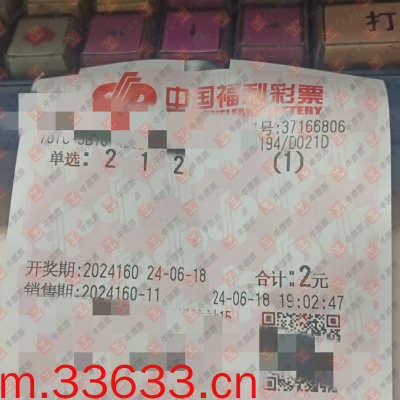 打
中国福利彩票
号:37166806
194/D021D
单选: 2 1 2 (1)
开奖期:2024160 24-06-18 合计:2元
销售期:2024160-11 24-06-18 19:02:47
m.33633.cn